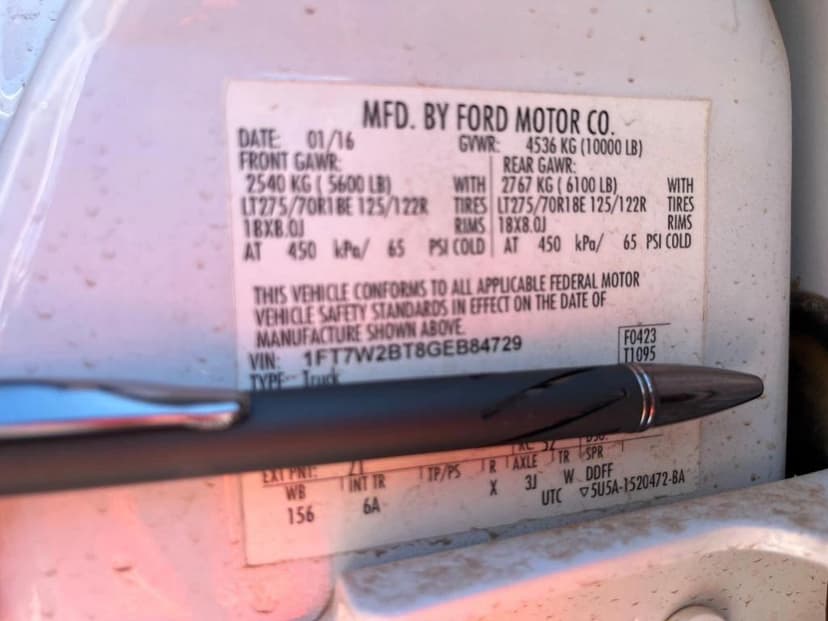 MFD. BY FORD MOTOR CO.
DATE: 01/16 GVWR: 4536 KG (10000 LB)
FRONT GAWR: REAR GAWR:
2540 KG ( 5600 LB) WITH 2767 KG ( 6100 LB) WITH
LT275/70R18E 125/122R TIRES LT275/70R18E 125/122R TIRES
18X8.0J RIMS 18X8.0J RIMS
AT 450 kPa/ 65 PSI COLD AT 450 kPa/ 65 PSI COLD
THIS VEHICLE CONFORMS TO ALL APPLICABLE FEDERAL MOTOR
VEHICLE SAFETY STANDARDS IN EFFECT ON THE DATE OF
MANUFACTURE SHOWN ABOVE.
VIN: 1FT7W2BT8GEB84729 F0423
TYPE: Truck T1095
EXT PNT: RC: 52 DSO:
WB INT TR TP/PS R AXLE TR SPR
156 6A X 3J W DDFF
UTC ▽5U5A-1520472-BA